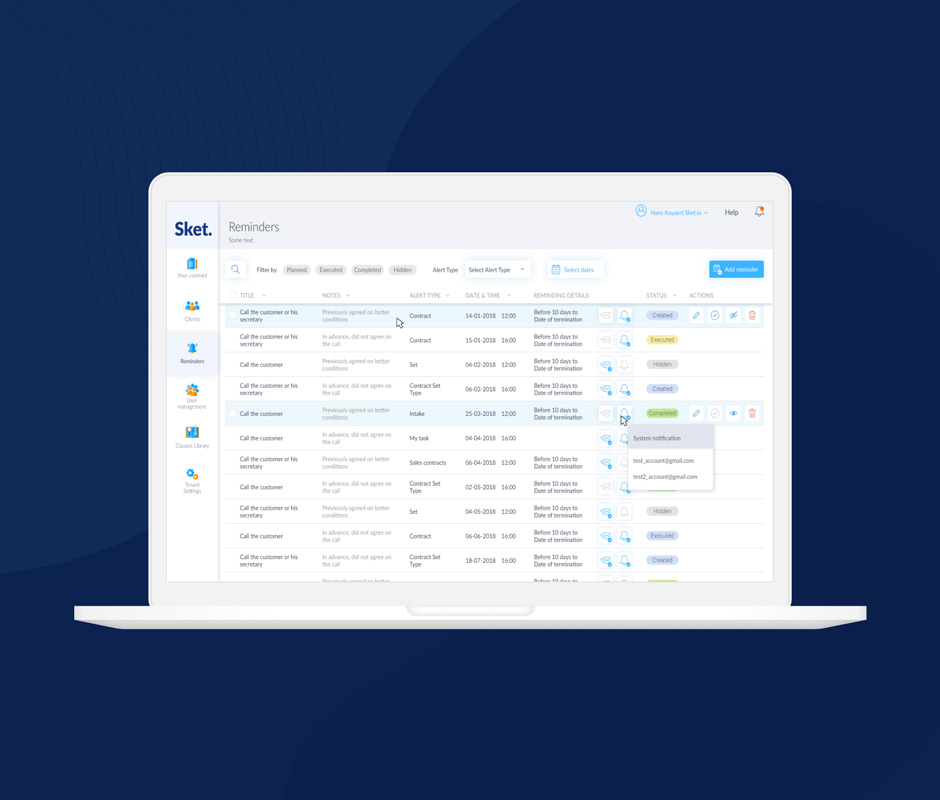 Sket.
Reminders
Some text
Hans Kayaert Sket.io
Help
Your contract
Clients
Reminders
User
management
Clauses Library
Tenant
Settings
Filter by Planned Executed Completed Hidden Alert Type Select Alert Type Select dates Add reminder
TITLE NOTES ALERT TYPE DATE & TIME REMINDING DETAILS STATUS ACTIONS
Call the customer or his Previously agreed on better Before 10 days to
secretary conditions Contract 14-01-2018 12:00 Date of termination Created
Call the customer or his In advance, did not agree on Before 10 days to
secretary the call Contract 15-01-2018 16:00 Date of termination Executed
Call the customer Previously agreed on better Before 10 days to
conditions Set 04-02-2018 12:00 Date of termination Hidden
Call the customer or his In advance, did not agree on Contract Set Before 10 days to
secretary the call Type 06-02-2018 16:00 Date of termination Created
Call the customer Previously agreed on better Before 10 days to
conditions Intake 25-03-2018 12:00 Date of termination Completed
Call the customer In advance, did not agree on
the call My task 04-04-2018 16:00
System notification
test_account@gmail.com
test2_account@gmail.com
Call the customer or his Previously agreed on better Before 10 days to
secretary conditions Sales contracts 06-04-2018 12:00 Date of termination
Call the customer In advance, did not agree on Contract Set Before 10 days to
the call Type 02-05-2018 16:00 Date of termination
Call the customer or his Previously agreed on better Before 10 days to
secretary conditions Set 04-05-2018 12:00 Date of termination Hidden
Call the customer In advance, did not agree on Before 10 days to
the call Contract 06-06-2018 16:00 Date of termination Executed
Call the customer or his In advance, did not agree on Contract Set Before 10 days to
secretary the call Type 18-07-2018 16:00 Date of termination Created
Previously agreed on better Before 10 days to